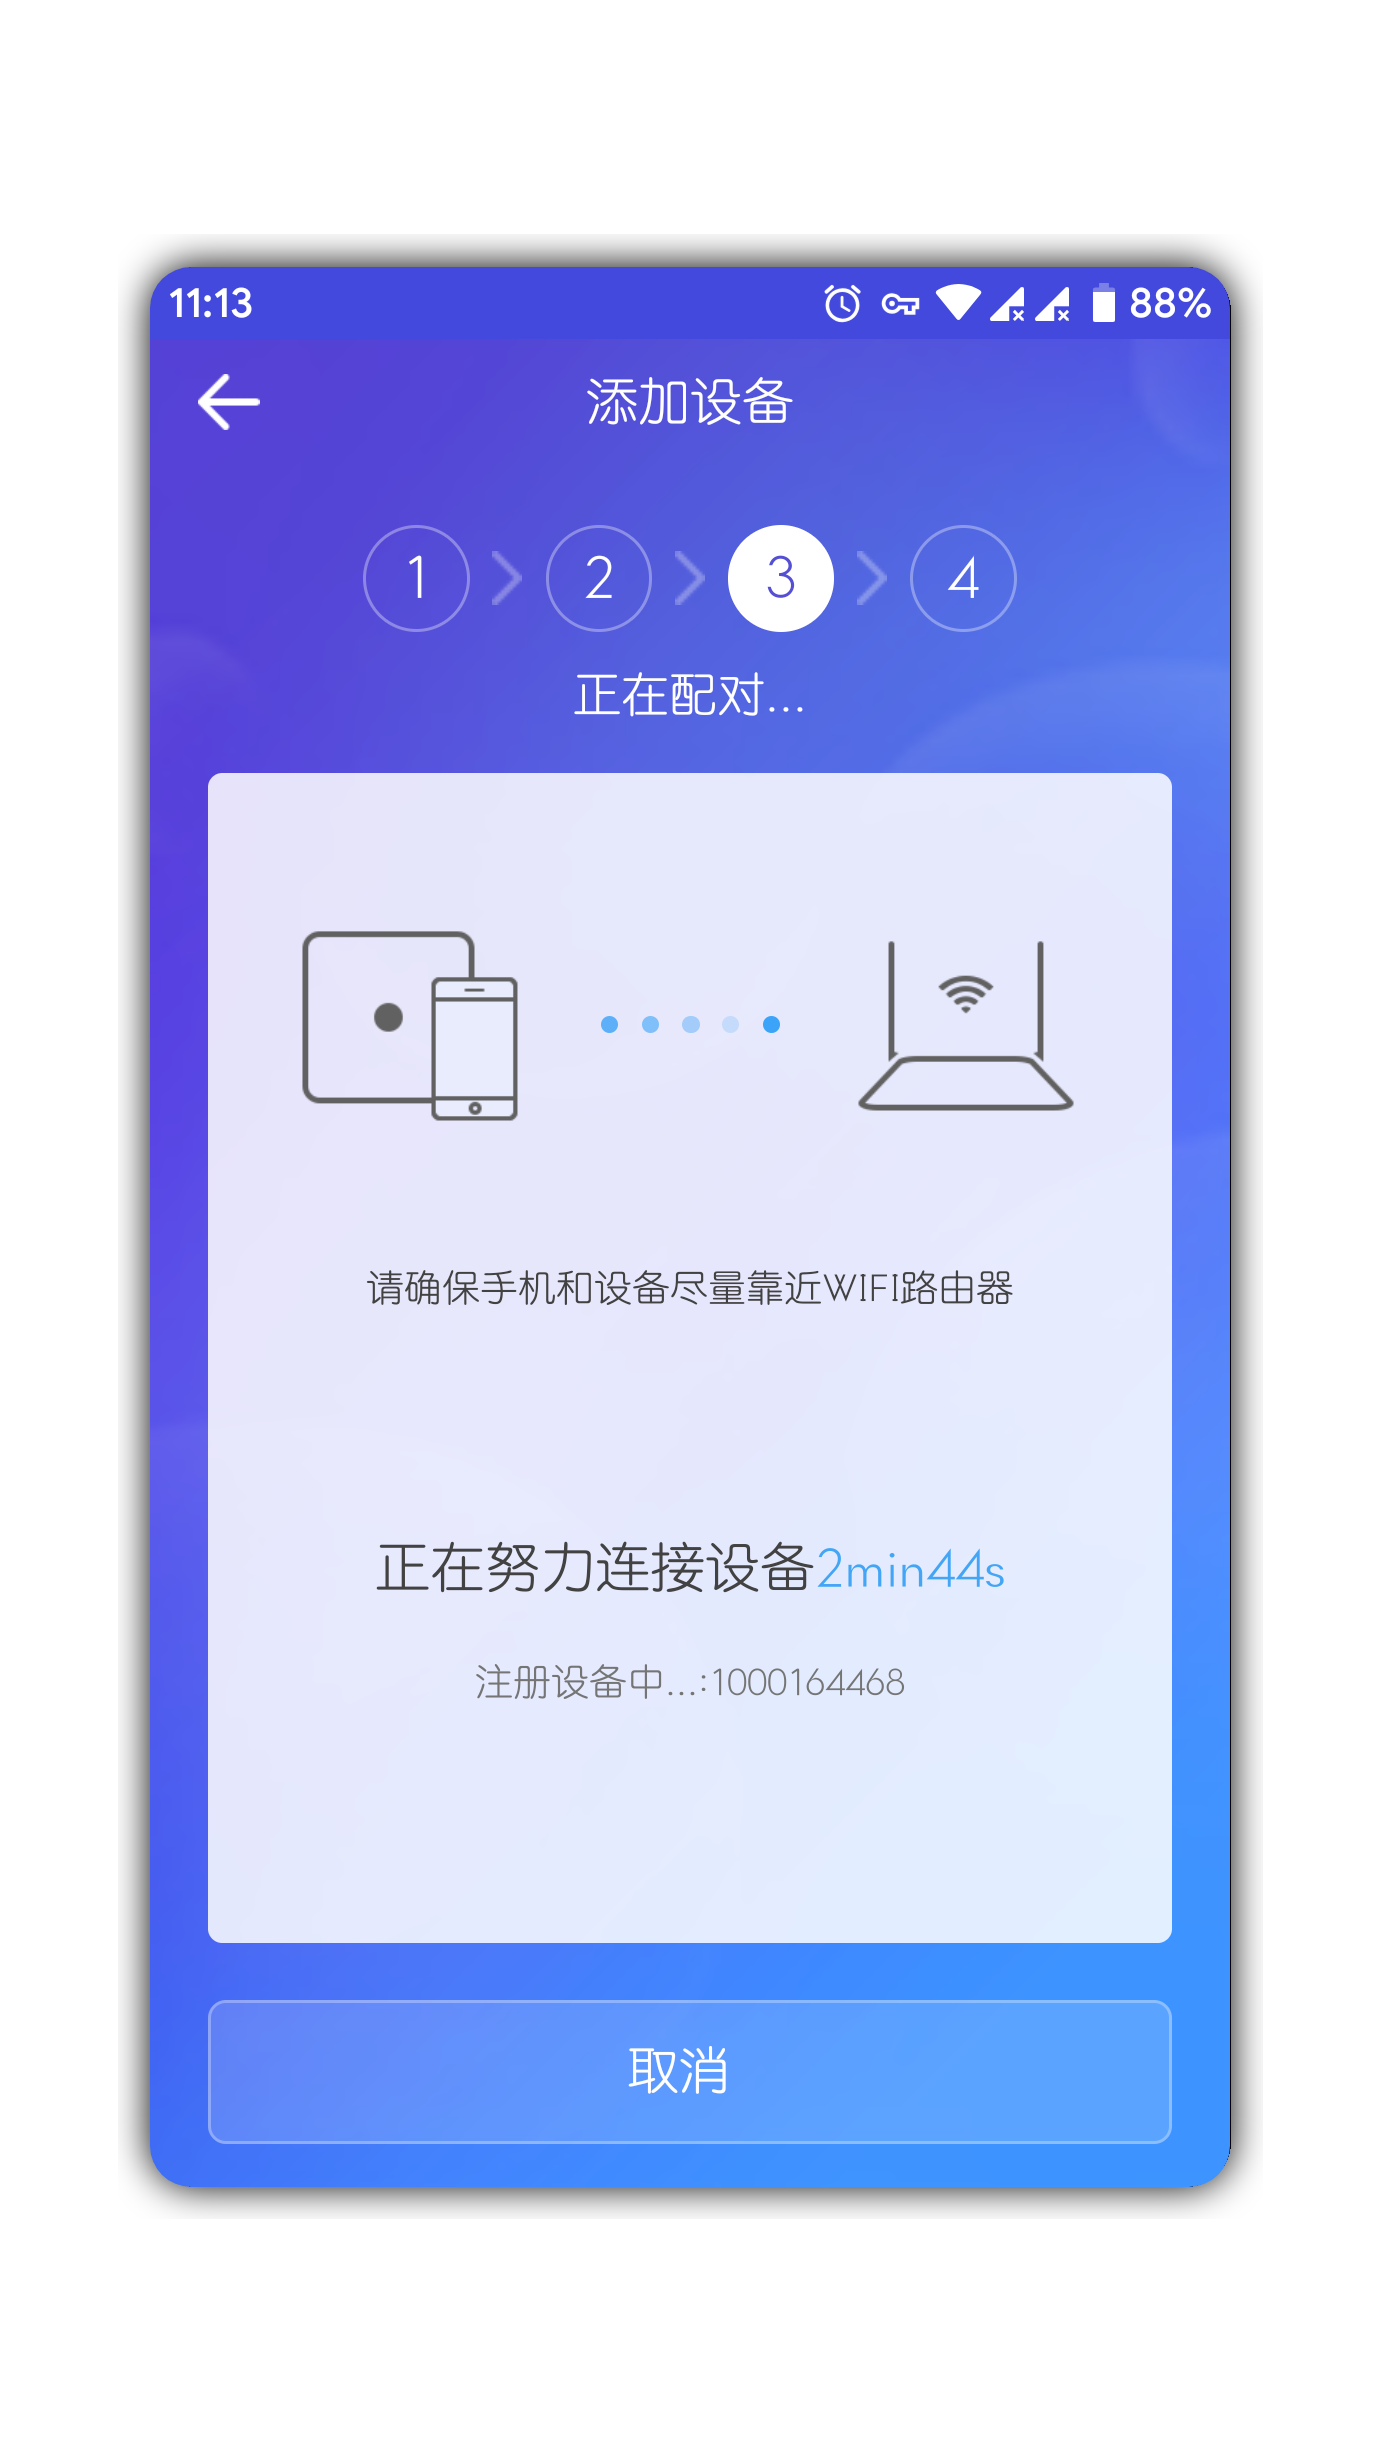 11:13 88%
添加设备
1 2 3 4
正在配对...
请确保手机和设备尽量靠近WIFI路由器
正在努力连接设备2min44s
注册设备中...:1000164468
取消